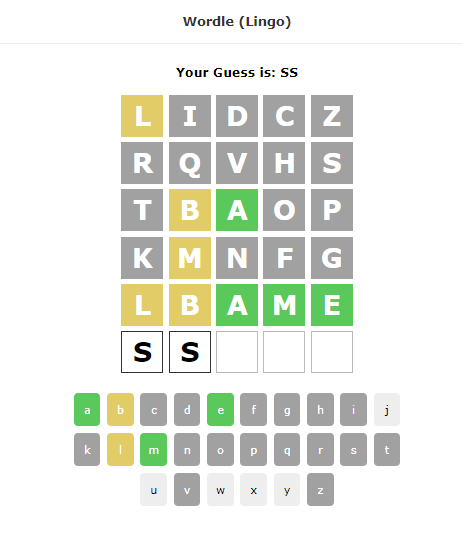 Wordle (Lingo)
Your Guess is: SS
L I D C Z
R Q V H S
T B A O P
K M N F G
L B A M E
S S
a b c d e f g h i j
k l m n o p q r s t
u v w x y z